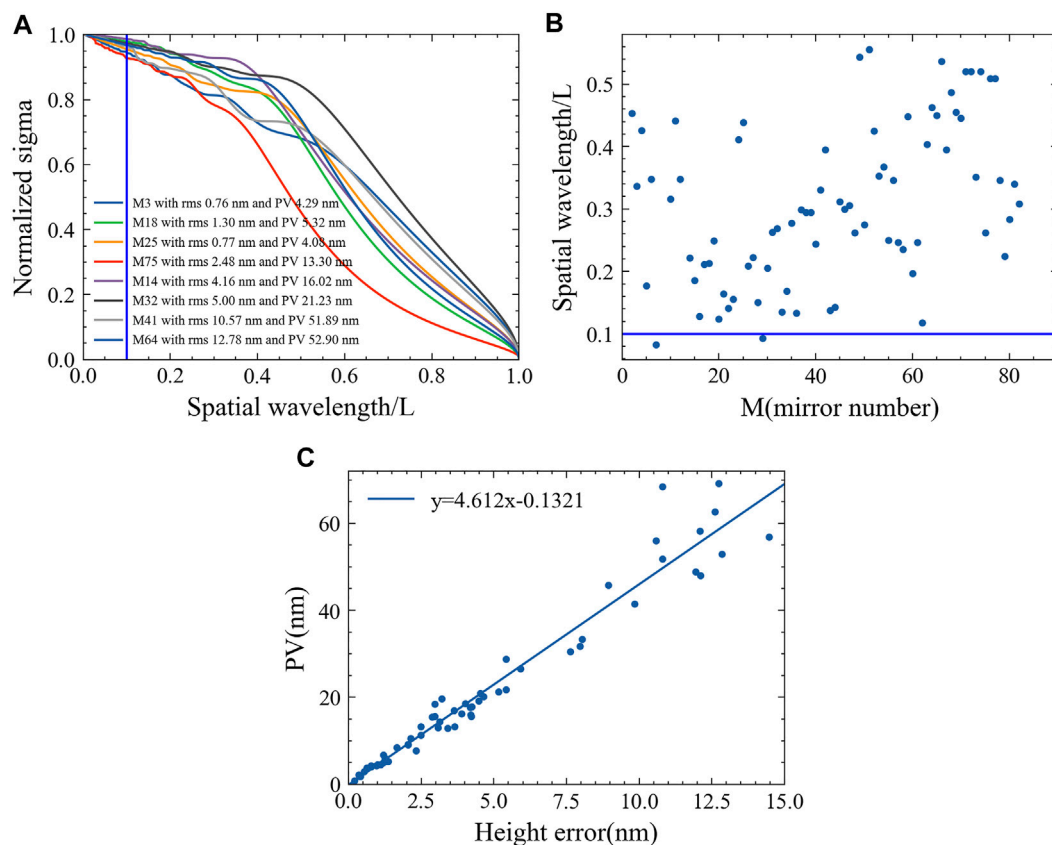 A
1.0
0.8
0.6
0.4
0.2
0.0
Normalized sigma
M3 with rms 0.76 nm and PV 4.29 nm
M18 with rms 1.30 nm and PV 5.32 nm
M25 with rms 0.77 nm and PV 4.08 nm
M75 with rms 2.48 nm and PV 13.30 nm
M14 with rms 4.16 nm and PV 16.02 nm
M32 with rms 5.00 nm and PV 21.23 nm
M41 with rms 10.57 nm and PV 51.89 nm
M64 with rms 12.78 nm and PV 52.90 nm
0.0 0.2 0.4 0.6 0.8 1.0
Spatial wavelength/L
B
0.5
0.4
0.3
0.2
0.1
Spatial wavelength/L
0 20 40 60 80
M(mirror number)
C
y=4.612x-0.1321
60
40
20
0
PV(nm)
0.0 2.5 5.0 7.5 10.0 12.5 15.0
Height error(nm)